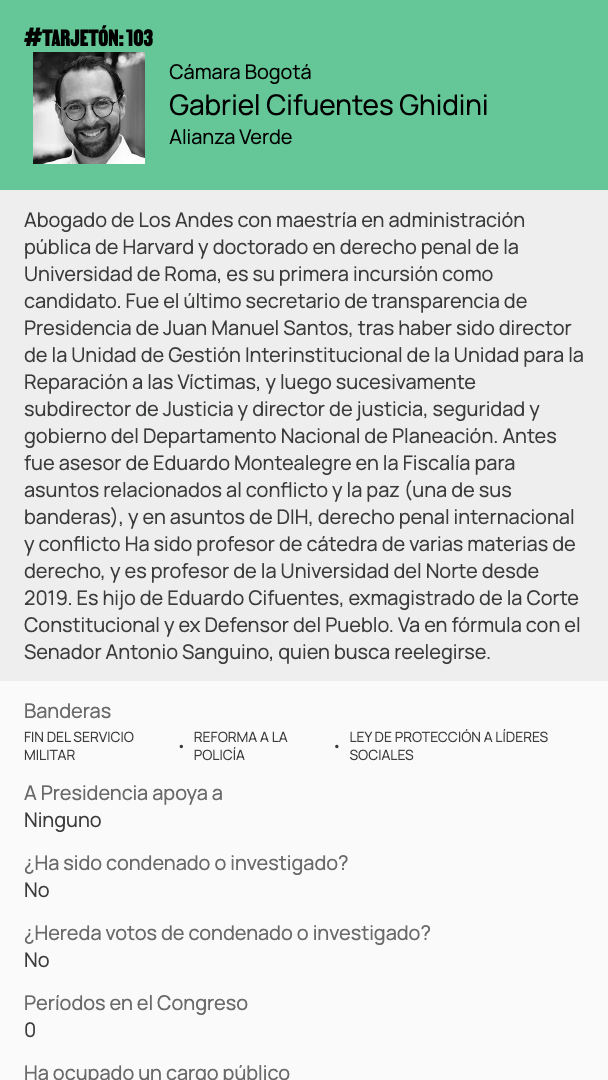 #TARJETÓN: 103
Cámara Bogotá
Gabriel Cifuentes Ghidini
Alianza Verde
Abogado de Los Andes con maestría en administración
pública de Harvard y doctorado en derecho penal de la
Universidad de Roma, es su primera incursión como
candidato. Fue el último secretario de transparencia de
Presidencia de Juan Manuel Santos, tras haber sido director
de la Unidad de Gestión Interinstitucional de la Unidad para la
Reparación a las Víctimas, y luego sucesivamente
subdirector de Justicia y director de justicia, seguridad y
gobierno del Departamento Nacional de Planeación. Antes
fue asesor de Eduardo Montealegre en la Fiscalía para
asuntos relacionados al conflicto y la paz (una de sus
banderas), y en asuntos de DIH, derecho penal internacional
y conflicto Ha sido profesor de cátedra de varias materias de
derecho, y es profesor de la Universidad del Norte desde
2019. Es hijo de Eduardo Cifuentes, exmagistrado de la Corte
Constitucional y ex Defensor del Pueblo. Va en fórmula con el
Senador Antonio Sanguino, quien busca reelegirse.
Banderas
FIN DEL SERVICIO MILITAR • REFORMA A LA POLICÍA • LEY DE PROTECCIÓN A LÍDERES SOCIALES
A Presidencia apoya a
Ninguno
¿Ha sido condenado o investigado?
No
¿Hereda votos de condenado o investigado?
No
Períodos en el Congreso
0
Ha ocupado un cargo público